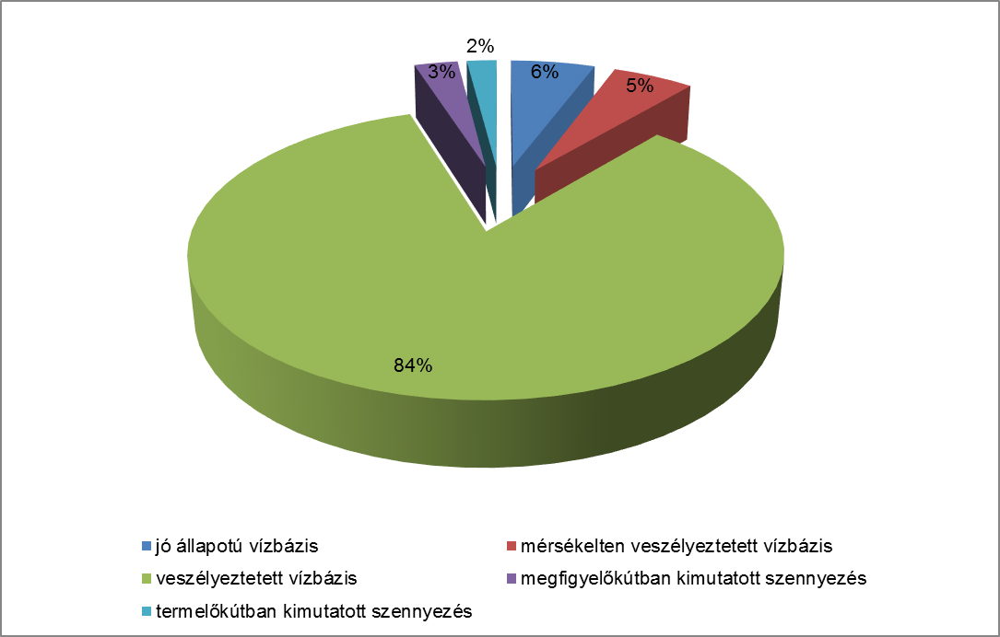 2%
3%
6%
5%
84%
jó állapotú vízbázis
mérsékelten veszélyeztetett vízbázis
veszélyeztetett vízbázis
megfigyelőkútban kimutatott szennyezés
termelőkútban kimutatott szennyezés